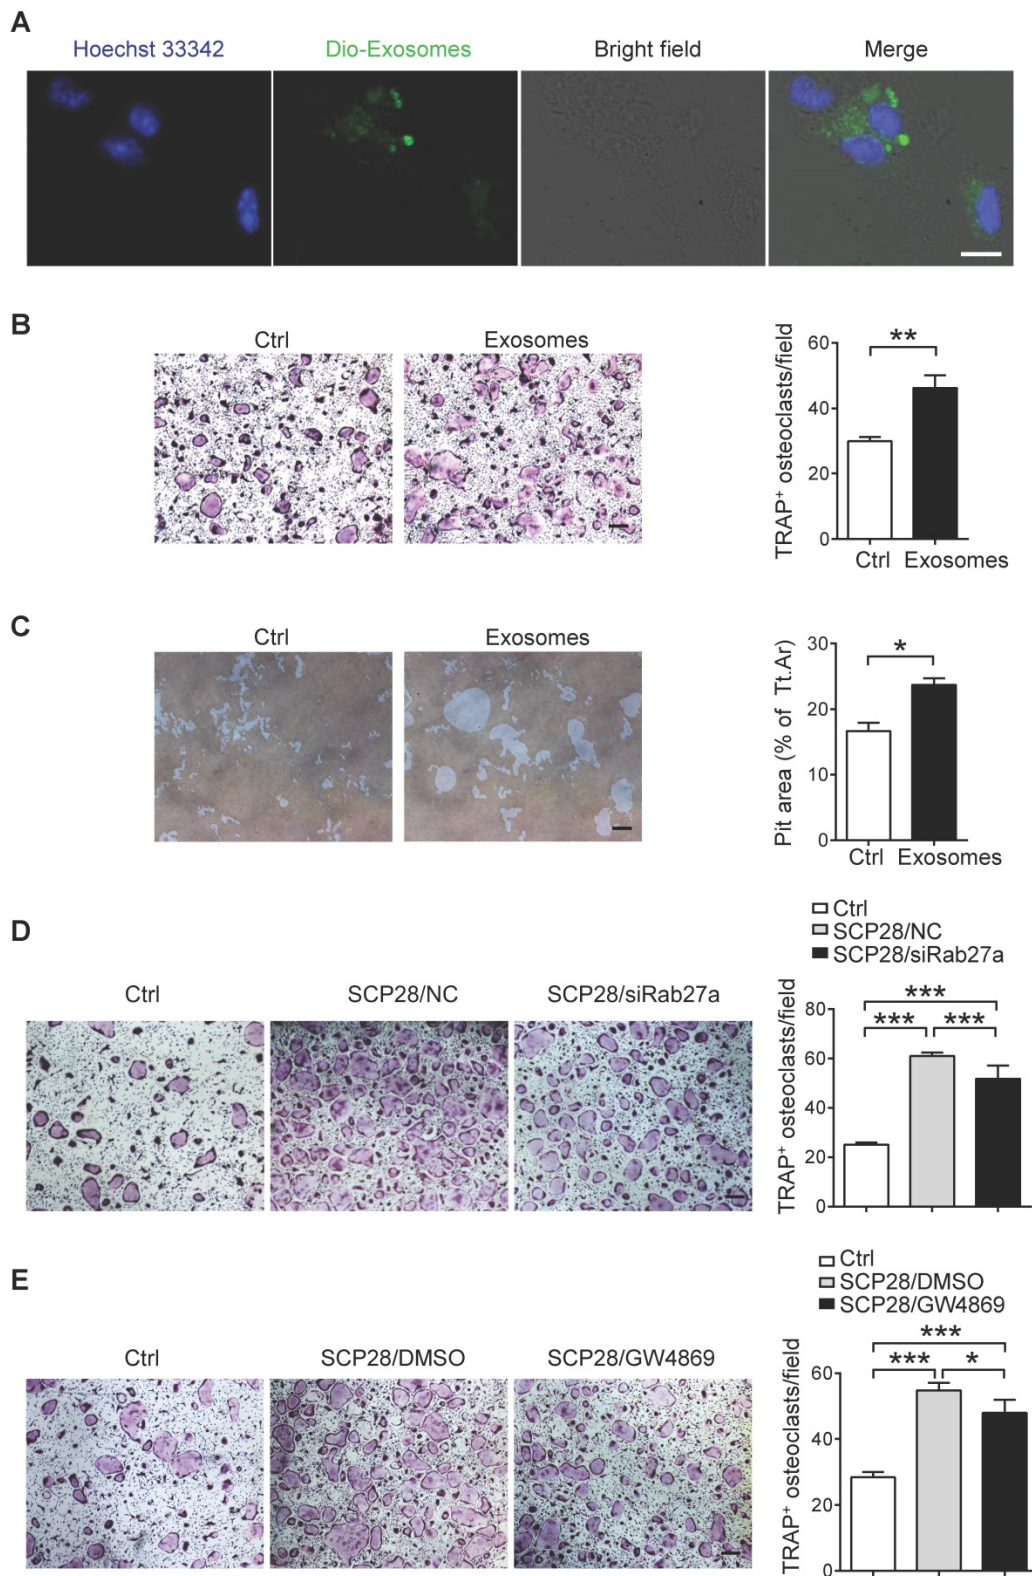 A
Hoechst 33342 Dio-Exosomes Bright field Merge
B
Ctrl Exosomes
TRAP⁺ osteoclasts/field
60
40
20
0
**
Ctrl Exosomes
C
Ctrl Exosomes
Pit area (% of Tt.Ar)
30
20
10
0
*
Ctrl Exosomes
D
Ctrl SCP28/NC SCP28/siRab27a
Ctrl
SCP28/NC
SCP28/siRab27a
TRAP⁺ osteoclasts/field
80
60
40
20
0
***
*** ***
E
Ctrl SCP28/DMSO SCP28/GW4869
Ctrl
SCP28/DMSO
SCP28/GW4869
TRAP⁺ osteoclasts/field
60
40
20
0
***
*** *